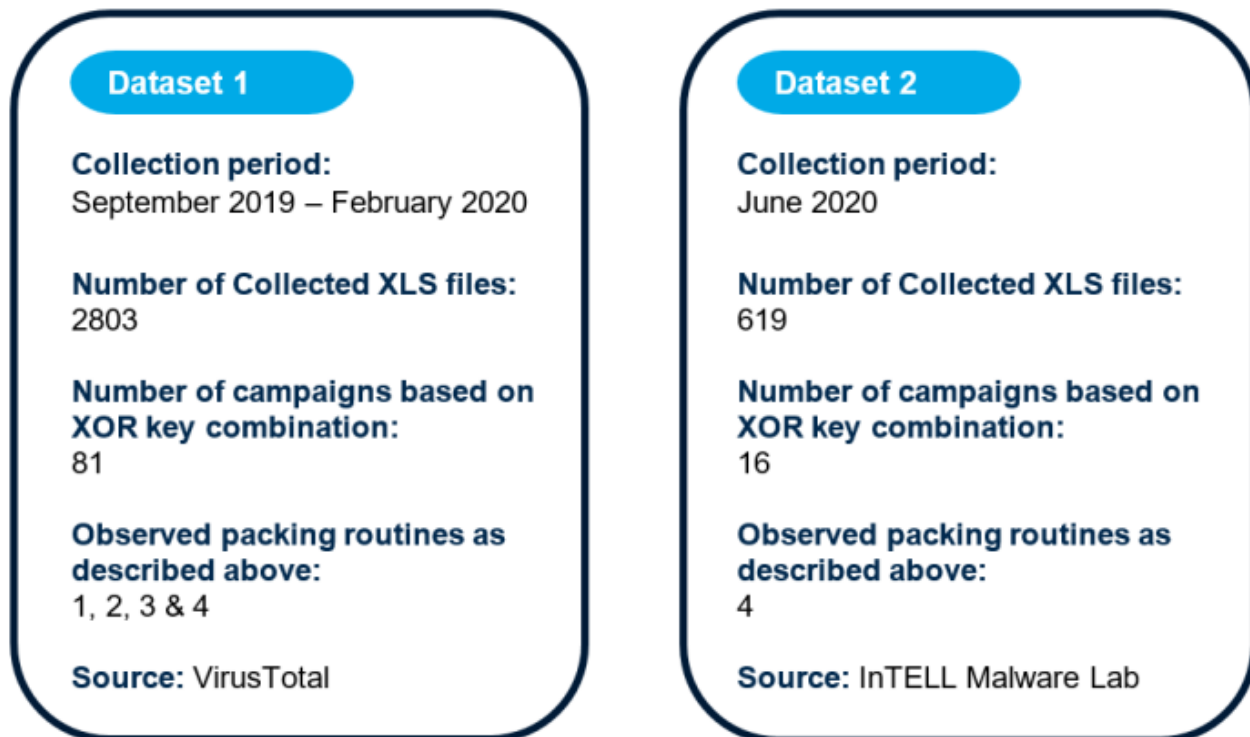 Dataset 1
Collection period:
September 2019 – February 2020
Number of Collected XLS files:
2803
Number of campaigns based on
XOR key combination:
81
Observed packing routines as
described above:
1, 2, 3 & 4
Source: VirusTotal
Dataset 2
Collection period:
June 2020
Number of Collected XLS files:
619
Number of campaigns based on
XOR key combination:
16
Observed packing routines as
described above:
4
Source: InTELL Malware Lab